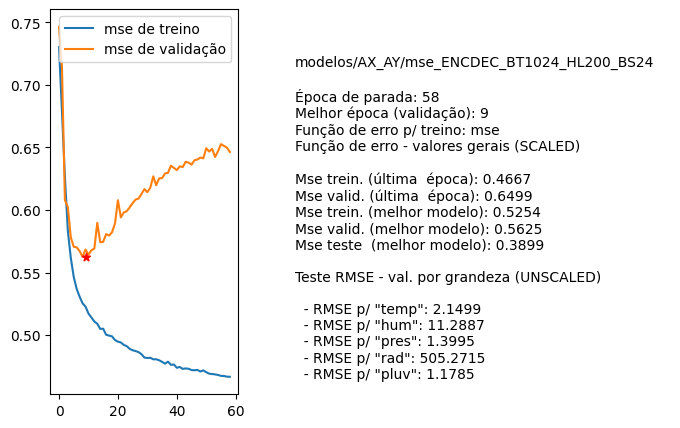 mse de treino
mse de validação
0.75
0.70
0.65
0.60
0.55
0.50
0
20
40
60
modelos/AX_AY/mse_ENCDEC_BT1024_HL200_BS24
Época de parada: 58
Melhor época (validação): 9
Função de erro p/ treino: mse
Função de erro - valores gerais (SCALED)
Mse trein. (última  época): 0.4667
Mse valid. (última  época): 0.6499
Mse trein. (melhor modelo): 0.5254
Mse valid. (melhor modelo): 0.5625
Mse teste  (melhor modelo): 0.3899
Teste RMSE - val. por grandeza (UNSCALED)
- RMSE p/ "temp": 2.1499
- RMSE p/ "hum": 11.2887
- RMSE p/ "pres": 1.3995
- RMSE p/ "rad": 505.2715
- RMSE p/ "pluv": 1.1785